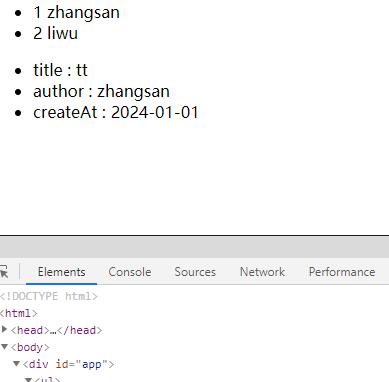 1 zhangsan
2 liwu
title : tt
author : zhangsan
createAt : 2024-01-01
Elements Console Sources Network Performance
<!DOCTYPE html>
<html>
<head>…</head>
<body>
<div id="app">
<ul>